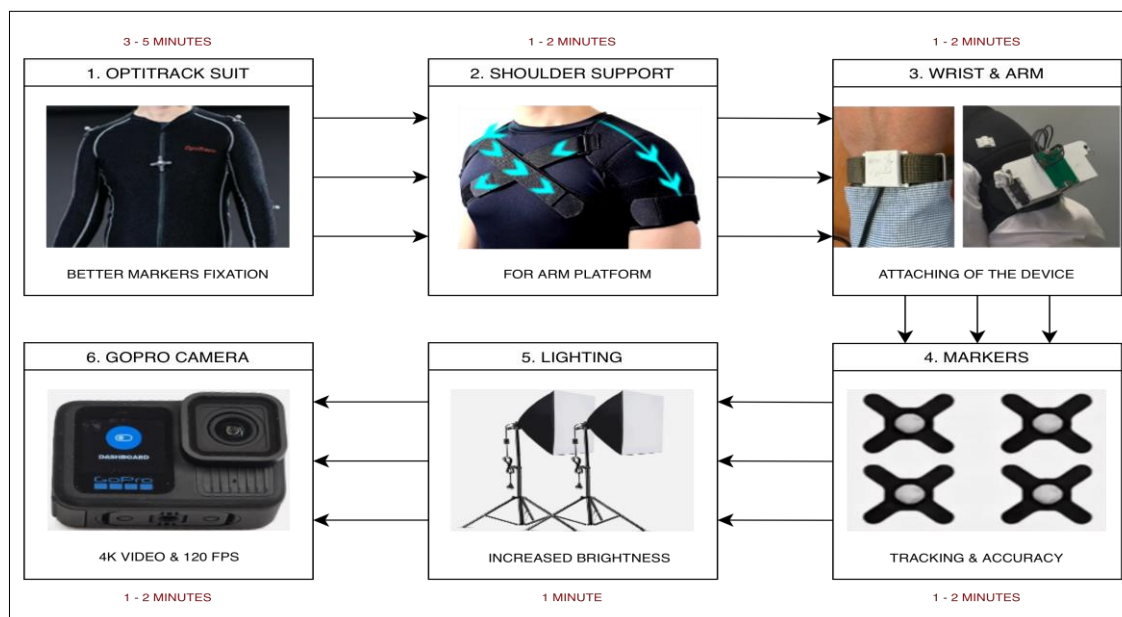 3 - 5 MINUTES
1 - 2 MINUTES
1 - 2 MINUTES
1. OPTITRACK SUIT
2. SHOULDER SUPPORT
3. WRIST & ARM
OptiTrack
BETTER MARKERS FIXATION
FOR ARM PLATFORM
ATTACHING OF THE DEVICE
6. GOPRO CAMERA
5. LIGHTING
4. MARKERS
DASHBOARD
GoPro
4K VIDEO & 120 FPS
INCREASED BRIGHTNESS
TRACKING & ACCURACY
1 - 2 MINUTES
1 MINUTE
1 - 2 MINUTES